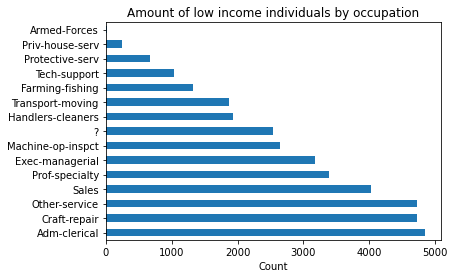 Amount of low income individuals by occupation
Armed-Forces
Priv-house-serv
Protective-serv
Tech-support
Farming-fishing
Transport-moving
Handlers-cleaners
?
Machine-op-inspct
Exec-managerial
Prof-specialty
Sales
Other-service
Craft-repair
Adm-clerical
0 1000 2000 3000 4000 5000
Count